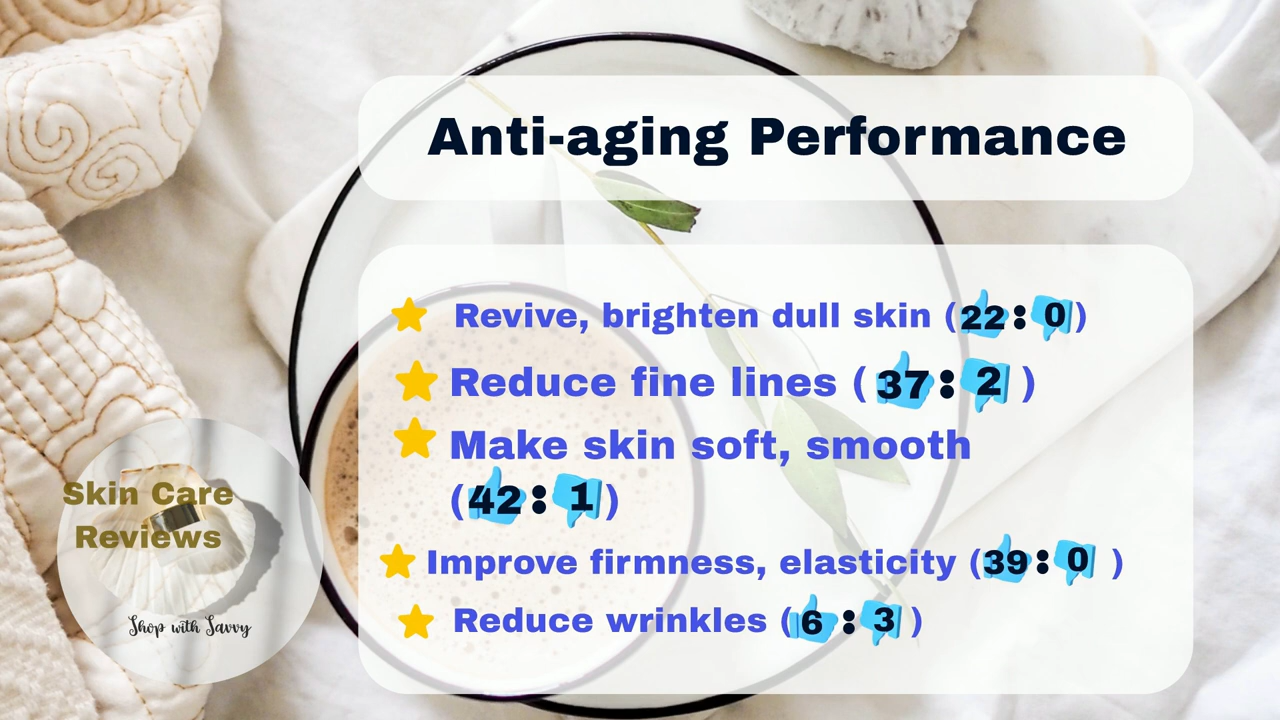 Anti-aging Performance
Revive, brighten dull skin (22:0)
Reduce fine lines ( 37:2 )
Make skin soft, smooth
(42:1)
Improve firmness, elasticity (39:0 )
Reduce wrinkles (6:3 )
Skin Care
Reviews
Shop with Savvy